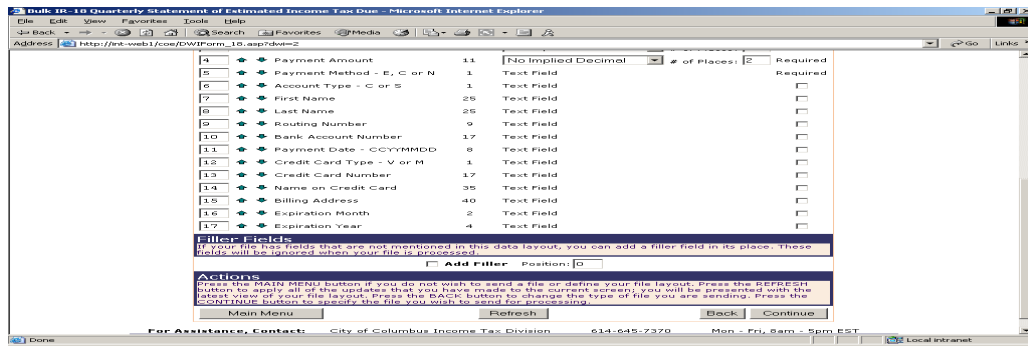 Bulk IR-18 Quarterly Statement of Estimated Income Tax Due - Microsoft Internet Explorer
File Edit View Favorites Tools Help
Back Search Favorites Media
Address http://int-web1/coe/DWIForm_18.asp?dwi=2 Go Links
4 Payment Amount 11 No Implied Decimal # of Places: 2 Required
5 Payment Method - E, C or N 1 Text Field Required
6 Account Type - C or S 1 Text Field
7 First Name 25 Text Field
8 Last Name 25 Text Field
9 Routing Number 9 Text Field
10 Bank Account Number 17 Text Field
11 Payment Date - CCYYMMDD 8 Text Field
12 Credit Card Type - V or M 1 Text Field
13 Credit Card Number 17 Text Field
14 Name on Credit Card 35 Text Field
15 Billing Address 40 Text Field
16 Expiration Month 2 Text Field
17 Expiration Year 4 Text Field
Filler Fields
If your file has fields that are not mentioned in this data layout, you can add a filler field in its place. These
fields will be ignored when your file is processed.
Add Filler Position: 0
Actions
Press the MAIN MENU button if you do not wish to send a file or define your file layout. Press the REFRESH
button to apply all of the updates that you have made to the current screen; you will be presented with the
latest view of your file layout. Press the BACK button to change the type of file you are sending. Press the
CONTINUE button to specify the file you wish to send for processing.
Main Menu Refresh Back Continue
For Assistance, Contact: City of Columbus Income Tax Division 614-645-7370 Mon - Fri, 8am - 5pm EST
Done Local intranet